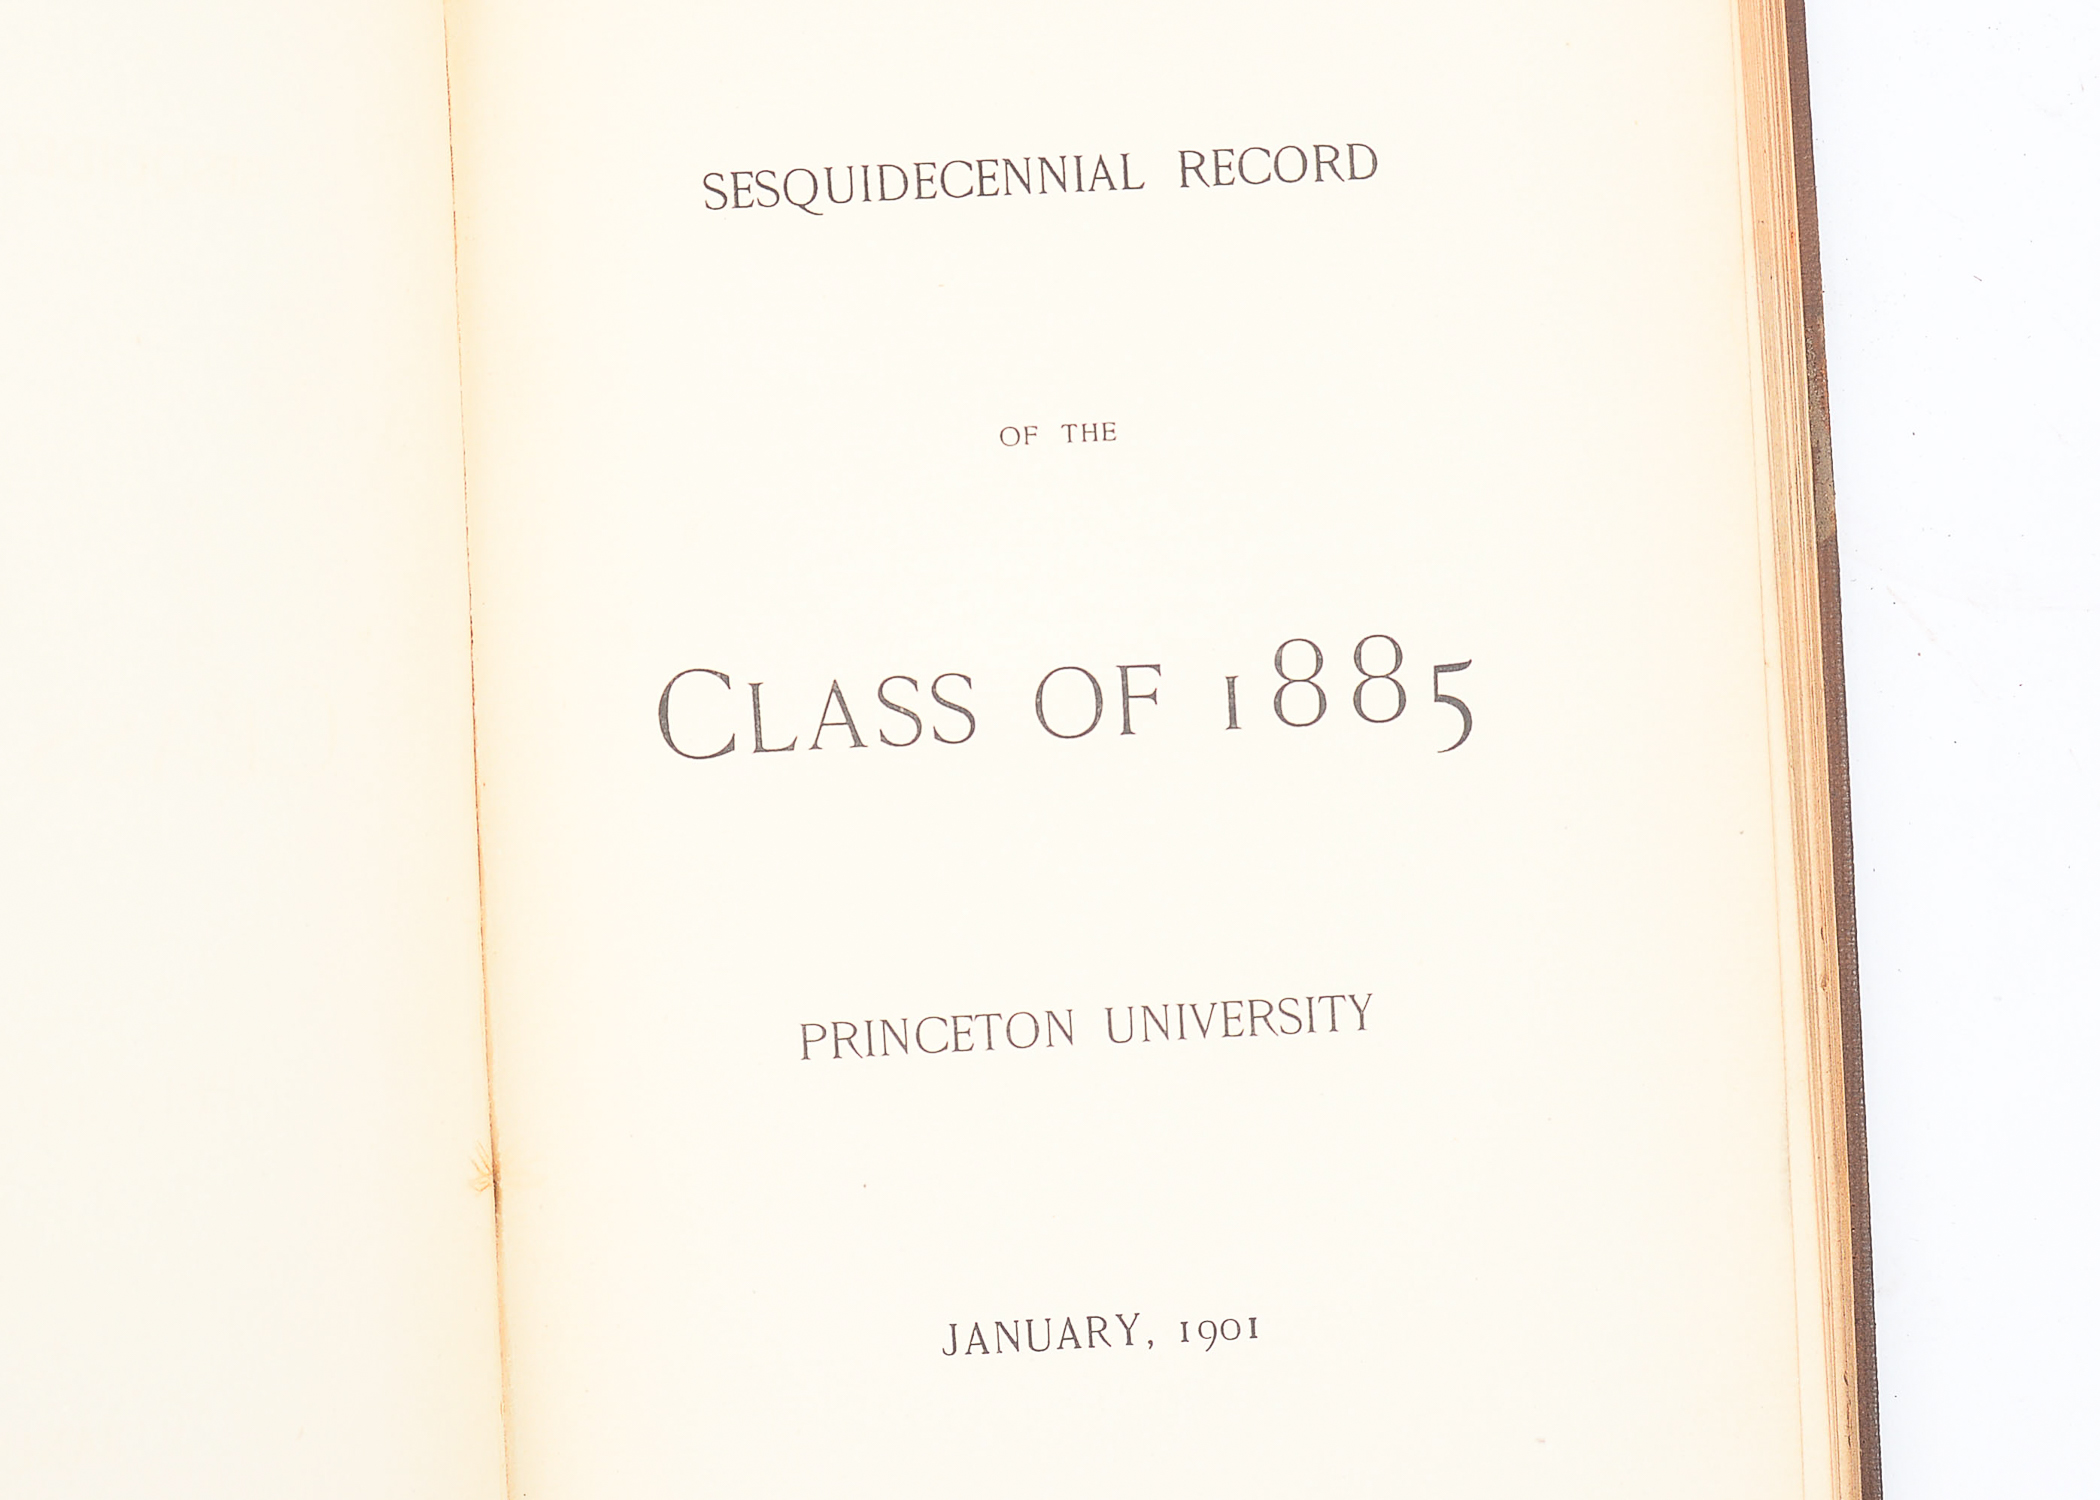 SESQUIDECENNIAL RECORD
OF THE
CLASS OF 1885
PRINCETON UNIVERSITY
JANUARY, 1901